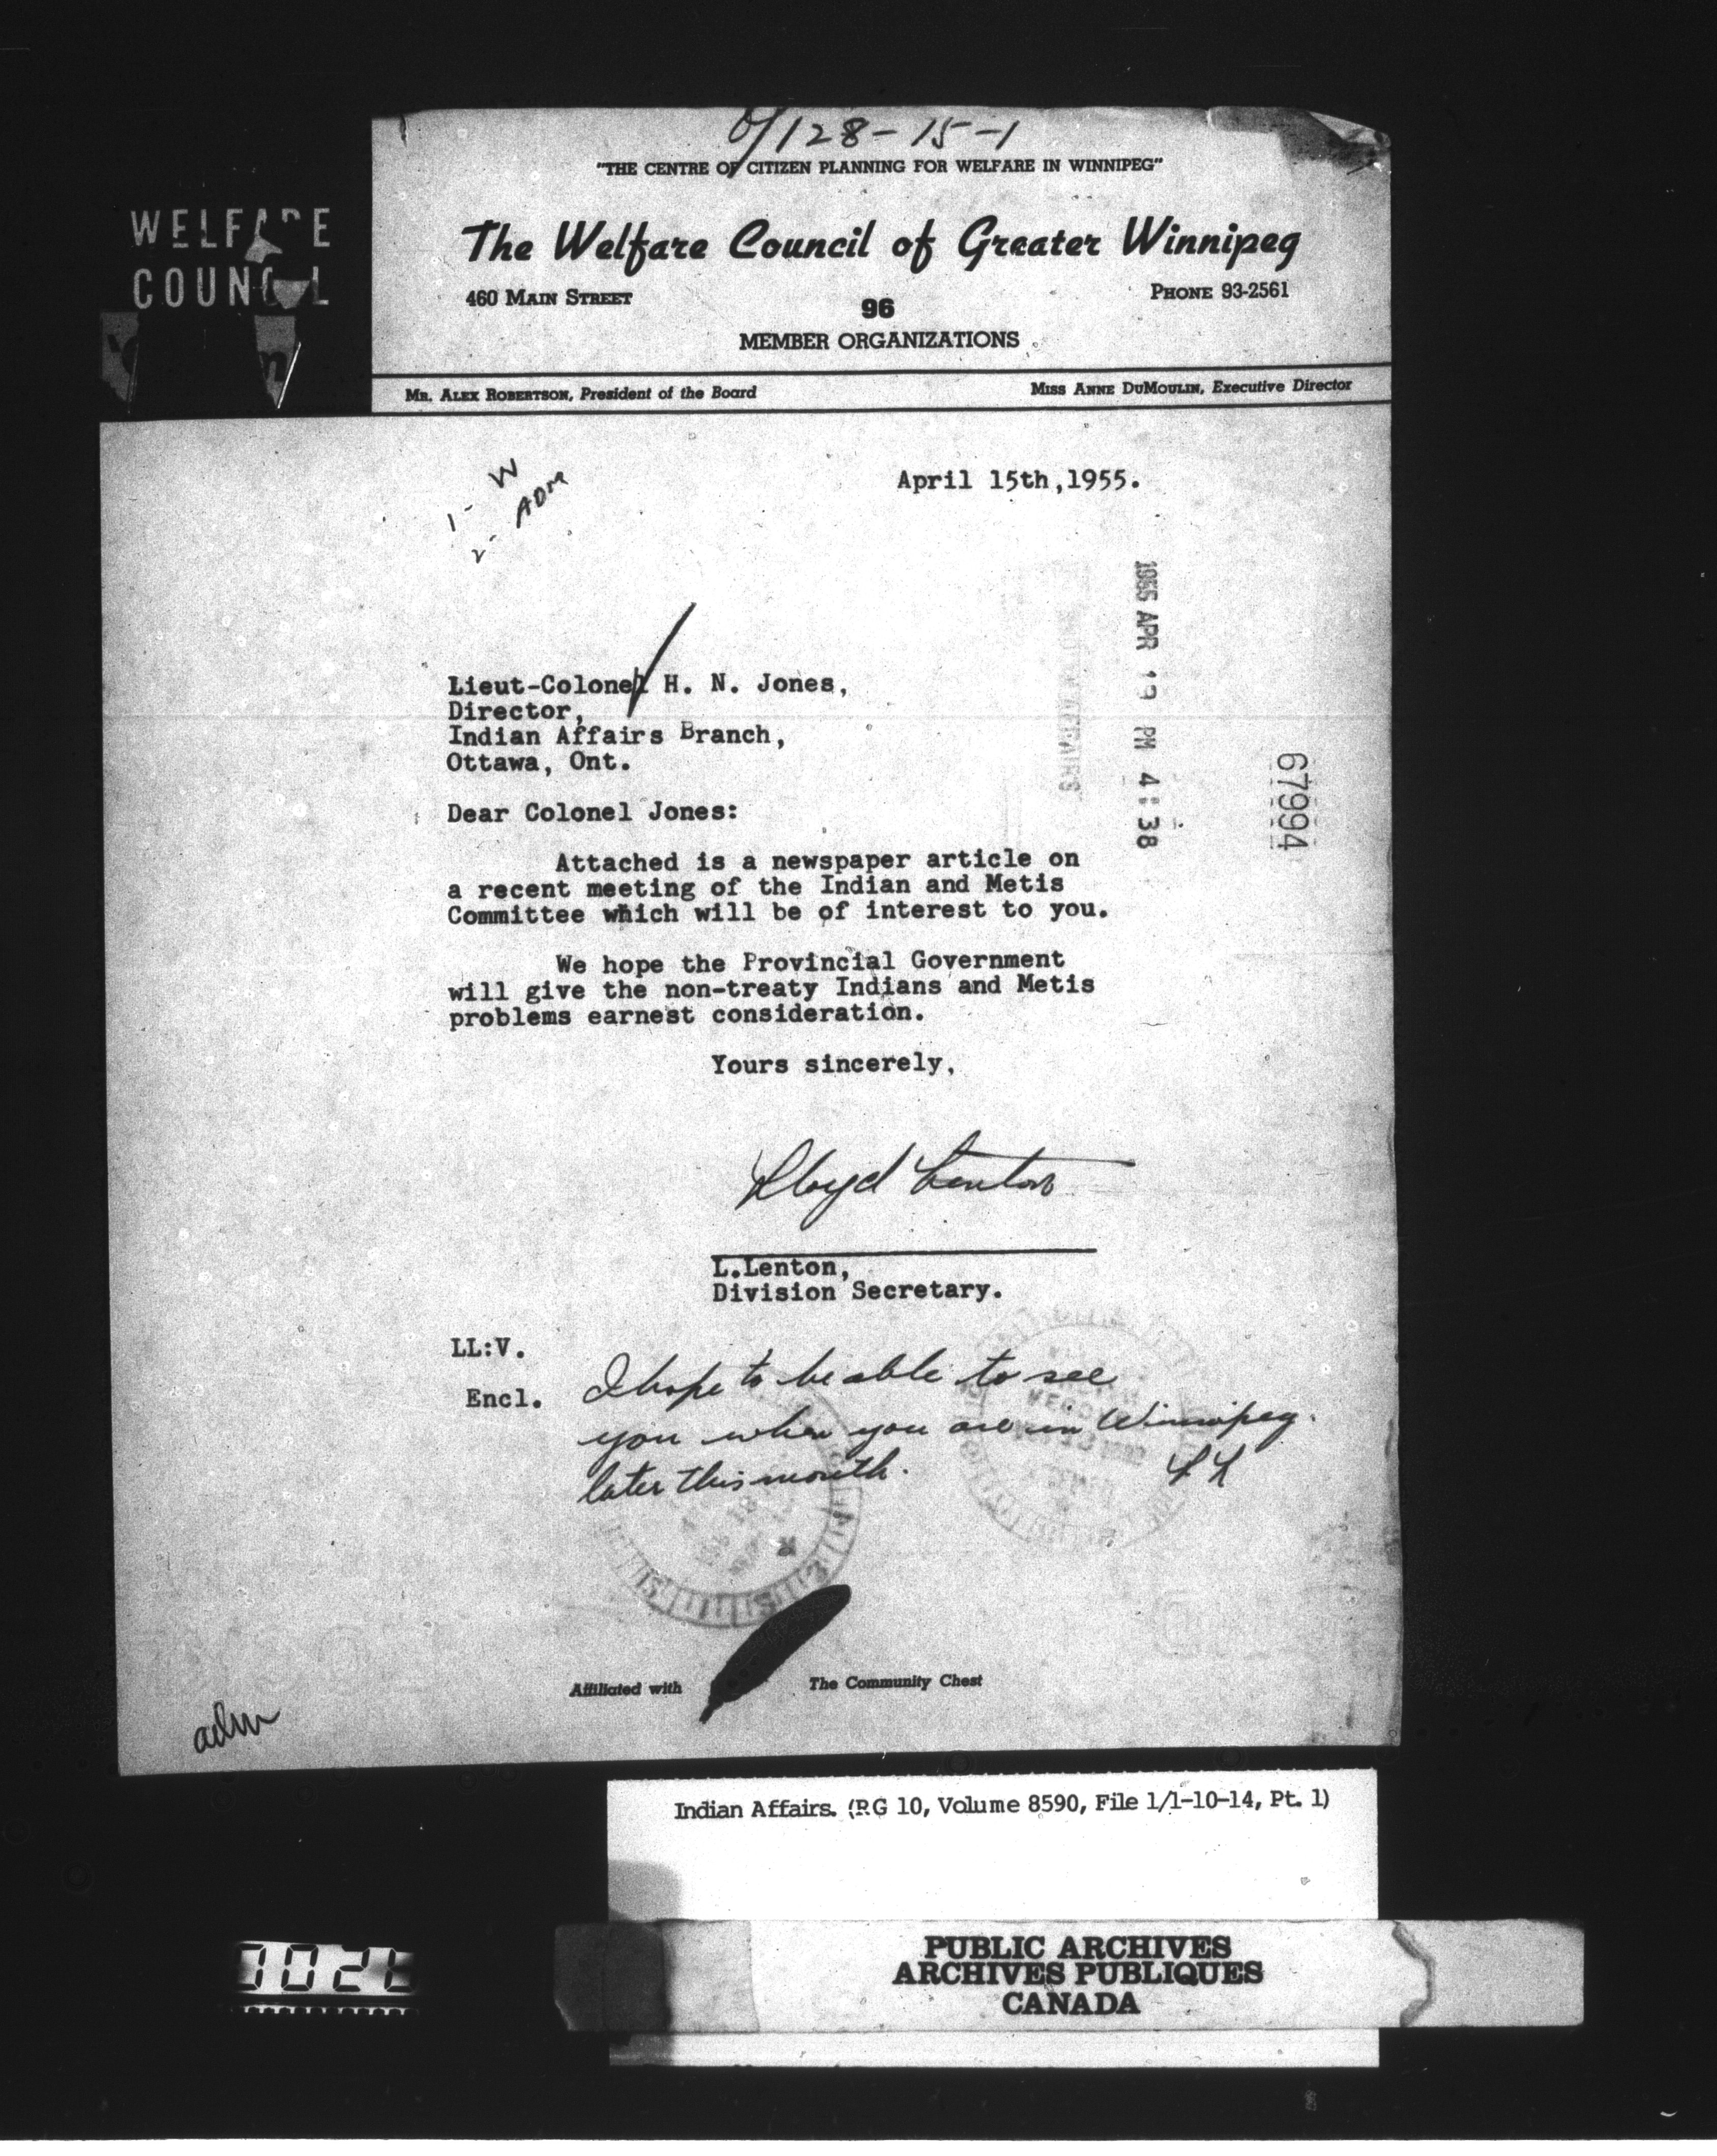 0/128-15-1
"THE CENTRE OF CITIZEN PLANNING FOR WELFARE IN WINNIPEG"
WELFARE
COUNCIL
The Welfare Council of Greater Winnipeg
460 MAIN STREET
PHONE 93-2561
96
MEMBER ORGANIZATIONS
MR. ALEX ROBERTSON, President of the Board
MISS ANNE DUMOULIN, Executive Director
1- W
2- ADM
April 15th,1955.
1955 APR 19 PM 4:38
67994
Lieut-Colonel H. N. Jones,
Director,
Indian Affairs Branch,
Ottawa, Ont.
Dear Colonel Jones:
Attached is a newspaper article on
a recent meeting of the Indian and Metis
Committee which will be of interest to you.
We hope the Provincial Government
will give the non-treaty Indians and Metis
problems earnest consideration.
Yours sincerely,
Lloyd Lenton
L.Lenton,
Division Secretary.
LL:V.
Encl.
I hope to be able to see
you when you are in Winnipeg
later this month.
LL
Affiliated with
The Community Chest
adm
Indian Affairs. (RG 10, Volume 8590, File 1/1-10-14, Pt. 1)
PUBLIC ARCHIVES
ARCHIVES PUBLIQUES
CANADA